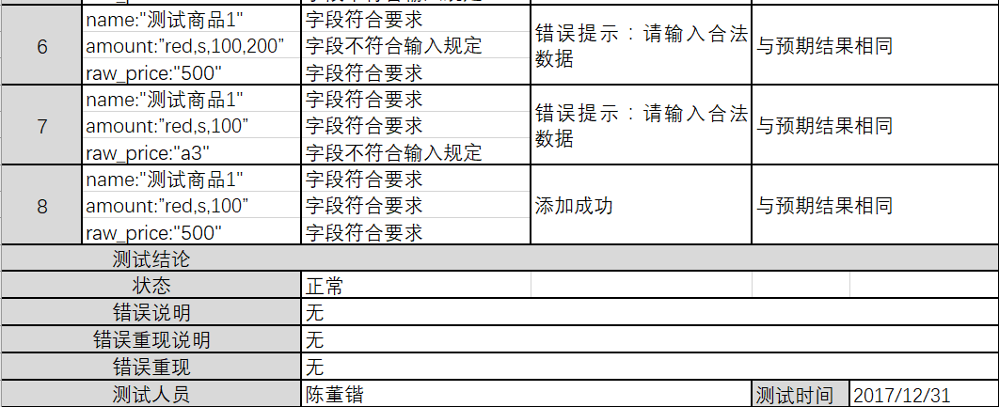 name:"测试商品1"
字段符合要求
6
amount:”red,s,100,200”
字段不符合输入规定
错误提示：请输入合法
数据
与预期结果相同
raw_price:"500"
字段符合要求
name:"测试商品1"
字段符合要求
7
amount:”red,s,100”
字段符合要求
错误提示：请输入合法
数据
与预期结果相同
raw_price:"a3"
字段不符合输入规定
name:"测试商品1"
字段符合要求
8
amount:”red,s,100”
字段符合要求
添加成功
与预期结果相同
raw_price:"500"
字段符合要求
测试结论
状态
正常
错误说明
无
错误重现说明
无
错误重现
无
测试人员
陈董锴
测试时间
2017/12/31